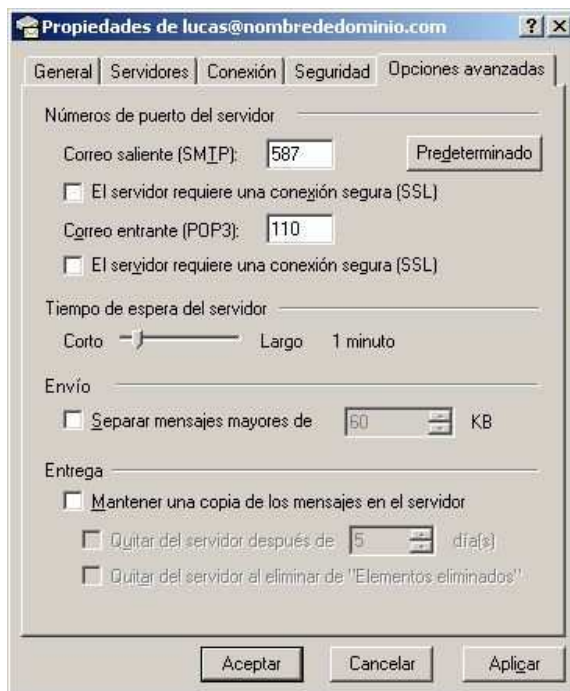 Propiedades de lucas@nombrededominio.com
General Servidores Conexión Seguridad Opciones avanzadas
Números de puerto del servidor
Correo saliente (SMTP): 587 Predeterminado
El servidor requiere una conexión segura (SSL)
Correo entrante (POP3): 110
El servidor requiere una conexión segura (SSL)
Tiempo de espera del servidor
Corto Largo 1 minuto
Envío
Separar mensajes mayores de 60 KB
Entrega
Mantener una copia de los mensajes en el servidor
Quitar del servidor después de 5 día(s)
Quitar del servidor al eliminar de "Elementos eliminados"
Aceptar Cancelar Aplicar